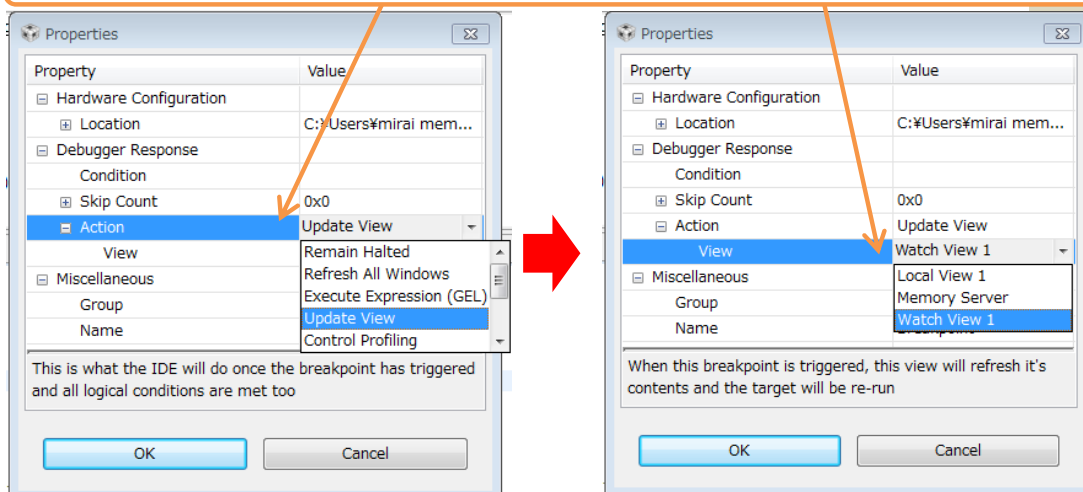 Properties
Property Value
Hardware Configuration
Location C:¥Users¥mirai mem...
Debugger Response
Condition
Skip Count 0x0
Action Update View
View Remain Halted
Refresh All Windows
Miscellaneous Execute Expression (GEL)
Group Update View
Name Control Profiling
This is what the IDE will do once the breakpoint has triggered
and all logical conditions are met too
OK Cancel
Properties
Property Value
Hardware Configuration
Location C:¥Users¥mirai mem...
Debugger Response
Condition
Skip Count 0x0
Action Update View
View Watch View 1
Miscellaneous Local View 1
Group Memory Server
Name Watch View 1
When this breakpoint is triggered, this view will refresh it's
contents and the target will be re-run
OK Cancel